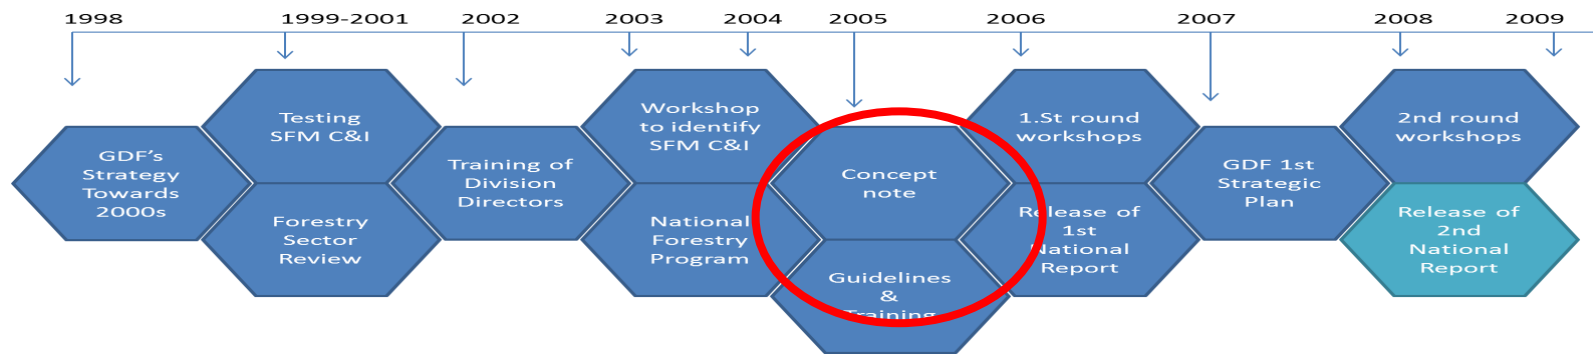 1998
1999-2001
2002
2003
2004
2005
2006
2007
2008
2009
GDF's
Strategy
Towards
2000s
Testing
SFM C&I
Forestry
Sector
Review
Training of
Division
Directors
Workshop
to identify
SFM C&I
National
Forestry
Program
Concept
note
Guidelines
&
Training
1.St round
workshops
Release of
1st
National
Report
GDF 1st
Strategic
Plan
2nd round
workshops
Release of
2nd
National
Report